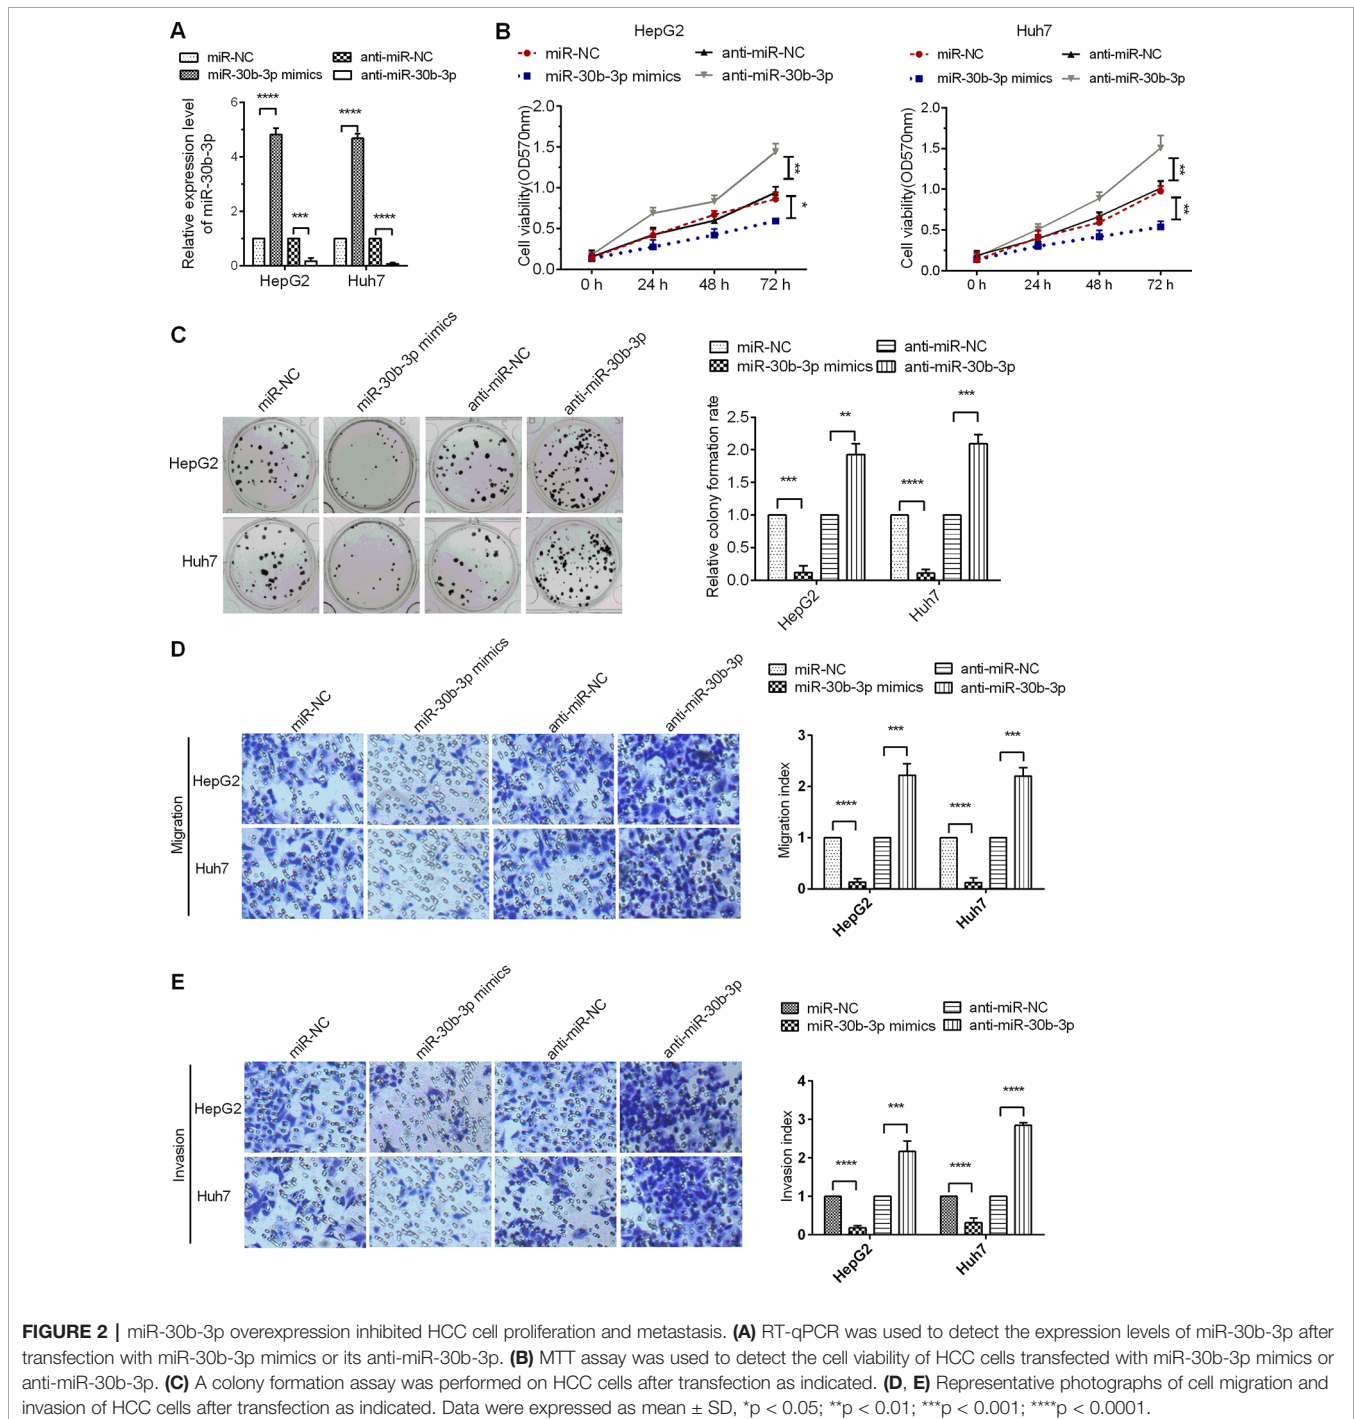 A
miR-NC anti-miR-NC
miR-30b-3p mimics anti-miR-30b-3p
Relative expression level
of miR-30b-3p
6
4
2
0
**** **** *** ****
HepG2 Huh7
B
HepG2
miR-NC anti-miR-NC
miR-30b-3p mimics anti-miR-30b-3p
Cell viability(OD570nm)
2.0
1.5
1.0
0.5
0.0
**
*
0 h 24 h 48 h 72 h
Huh7
miR-NC anti-miR-NC
miR-30b-3p mimics anti-miR-30b-3p
Cell viability(OD570nm)
2.0
1.5
1.0
0.5
0.0
**
**
0 h 24 h 48 h 72 h
C
miR-NC miR-30b-3p mimics anti-miR-NC anti-miR-30b-3p
HepG2
Huh7
miR-NC anti-miR-NC
miR-30b-3p mimics anti-miR-30b-3p
Relative colony formation rate
2.5
2.0
1.5
1.0
0.5
0.0
*** ** **** ***
HepG2 Huh7
D
miR-NC miR-30b-3p mimics anti-miR-NC anti-miR-30b-3p
Migration
HepG2
Huh7
miR-NC anti-miR-NC
miR-30b-3p mimics anti-miR-30b-3p
Migration index
3
2
1
0
**** *** **** ***
HepG2 Huh7
E
miR-NC miR-30b-3p mimics anti-miR-NC anti-miR-30b-3p
Invasion
HepG2
Huh7
miR-NC anti-miR-NC
miR-30b-3p mimics anti-miR-30b-3p
Invasion index
4
3
2
1
0
**** *** **** ****
HepG2 Huh7
FIGURE 2 | miR-30b-3p overexpression inhibited HCC cell proliferation and metastasis. (A) RT-qPCR was used to detect the expression levels of miR-30b-3p after
transfection with miR-30b-3p mimics or its anti-miR-30b-3p. (B) MTT assay was used to detect the cell viability of HCC cells transfected with miR-30b-3p mimics or
anti-miR-30b-3p. (C) A colony formation assay was performed on HCC cells after transfection as indicated. (D, E) Representative photographs of cell migration and
invasion of HCC cells after transfection as indicated. Data were expressed as mean ± SD, *p < 0.05; **p < 0.01; ***p < 0.001; ****p < 0.0001.